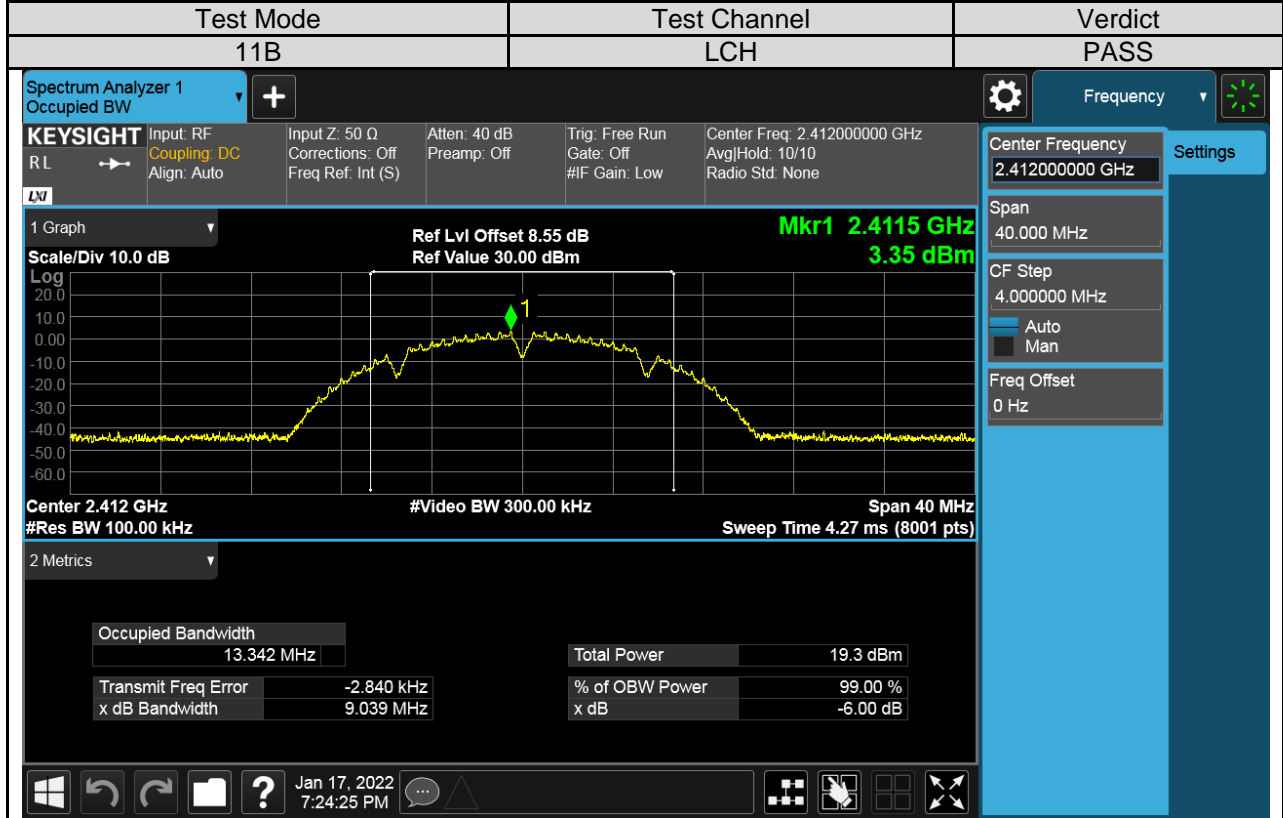 Test Mode Test Channel Verdict
11B LCH PASS
Spectrum Analyzer 1
Occupied BW
Frequency
KEYSIGHT Input: RF Input Z: 50 Ω Atten: 40 dB Trig: Free Run Center Freq: 2.412000000 GHz
R L Coupling: DC Corrections: Off Preamp: Off Gate: Off Avg|Hold: 10/10
Align: Auto Freq Ref: Int (S) #IF Gain: Low Radio Std: None
LXI
Center Frequency
2.412000000 GHz
Settings
Span
40.000 MHz
CF Step
4.000000 MHz
Auto
Man
Freq Offset
0 Hz
1 Graph Ref Lvl Offset 8.55 dB Mkr1 2.4115 GHz
Scale/Div 10.0 dB Ref Value 30.00 dBm 3.35 dBm
Log
20.0
10.0
1
0.00
-10.0
-20.0
-30.0
-40.0
-50.0
-60.0
Center 2.412 GHz #Video BW 300.00 kHz Span 40 MHz
#Res BW 100.00 kHz Sweep Time 4.27 ms (8001 pts)
2 Metrics
Occupied Bandwidth
13.342 MHz Total Power 19.3 dBm
Transmit Freq Error -2.840 kHz % of OBW Power 99.00 %
x dB Bandwidth 9.039 MHz x dB -6.00 dB
? Jan 17, 2022
7:24:25 PM